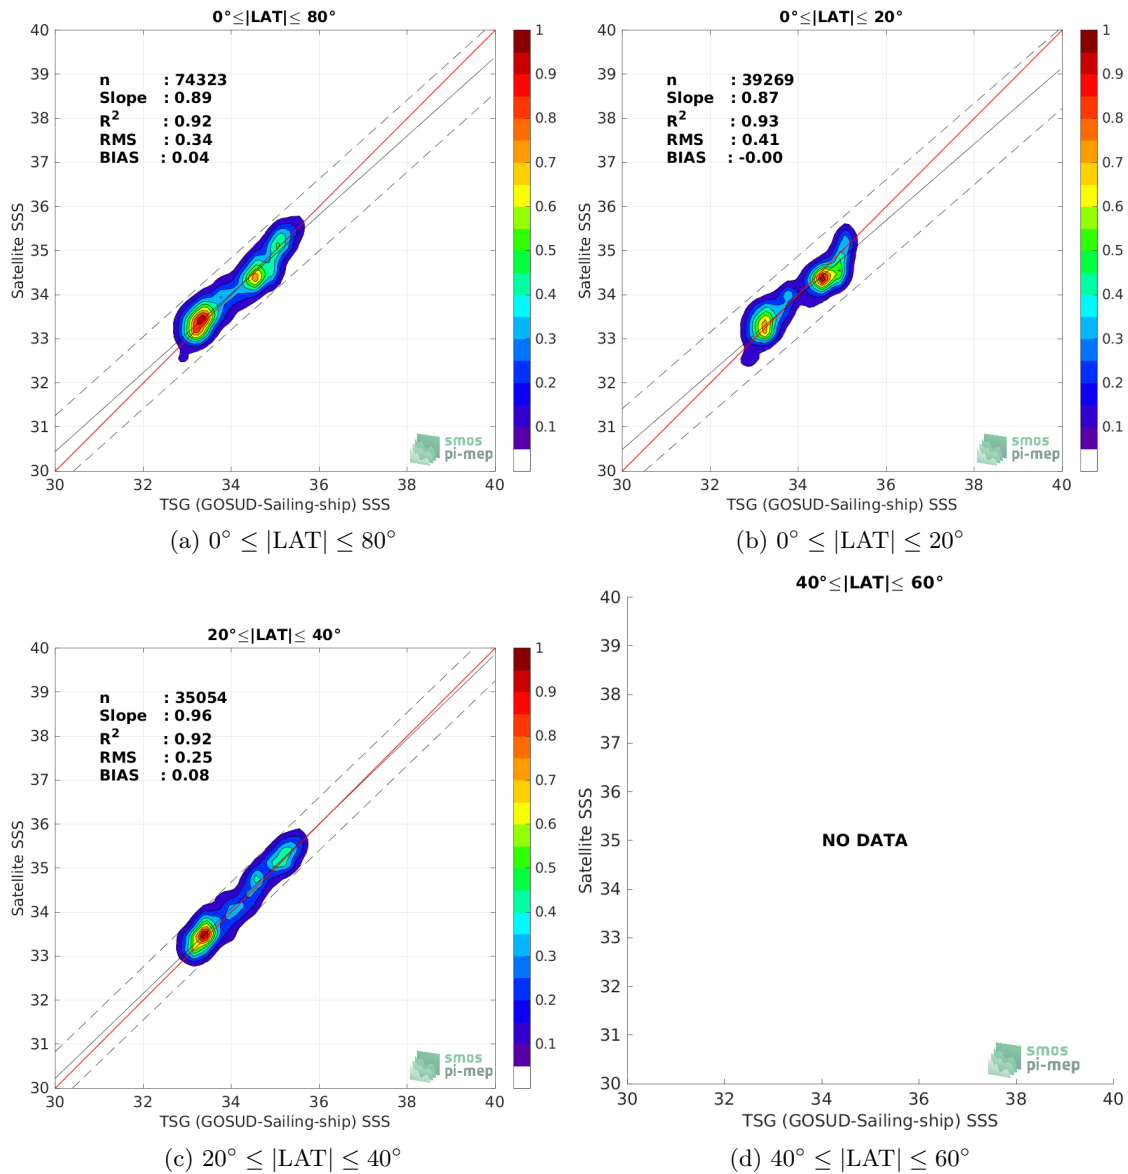 0°≤|LAT|≤ 80°
n : 74323
Slope : 0.89
R² : 0.92
RMS : 0.34
BIAS : 0.04
Satellite SSS
40
39
38
37
36
35
34
33
32
31
30
30 32 34 36 38 40
TSG (GOSUD-Sailing-ship) SSS
1
0.9
0.8
0.7
0.6
0.5
0.4
0.3
0.2
0.1
smos
pi-mep
(a) 0° ≤ |LAT| ≤ 80°
0°≤|LAT|≤ 20°
n : 39269
Slope : 0.87
R² : 0.93
RMS : 0.41
BIAS : -0.00
Satellite SSS
40
39
38
37
36
35
34
33
32
31
30
30 32 34 36 38 40
TSG (GOSUD-Sailing-ship) SSS
1
0.9
0.8
0.7
0.6
0.5
0.4
0.3
0.2
0.1
smos
pi-mep
(b) 0° ≤ |LAT| ≤ 20°
20°≤|LAT|≤ 40°
n : 35054
Slope : 0.96
R² : 0.92
RMS : 0.25
BIAS : 0.08
Satellite SSS
40
39
38
37
36
35
34
33
32
31
30
30 32 34 36 38 40
TSG (GOSUD-Sailing-ship) SSS
1
0.9
0.8
0.7
0.6
0.5
0.4
0.3
0.2
0.1
smos
pi-mep
(c) 20° ≤ |LAT| ≤ 40°
40°≤|LAT|≤ 60°
Satellite SSS
40
39
38
37
36
35
34
33
32
31
30
NO DATA
30 32 34 36 38 40
TSG (GOSUD-Sailing-ship) SSS
smos
pi-mep
(d) 40° ≤ |LAT| ≤ 60°